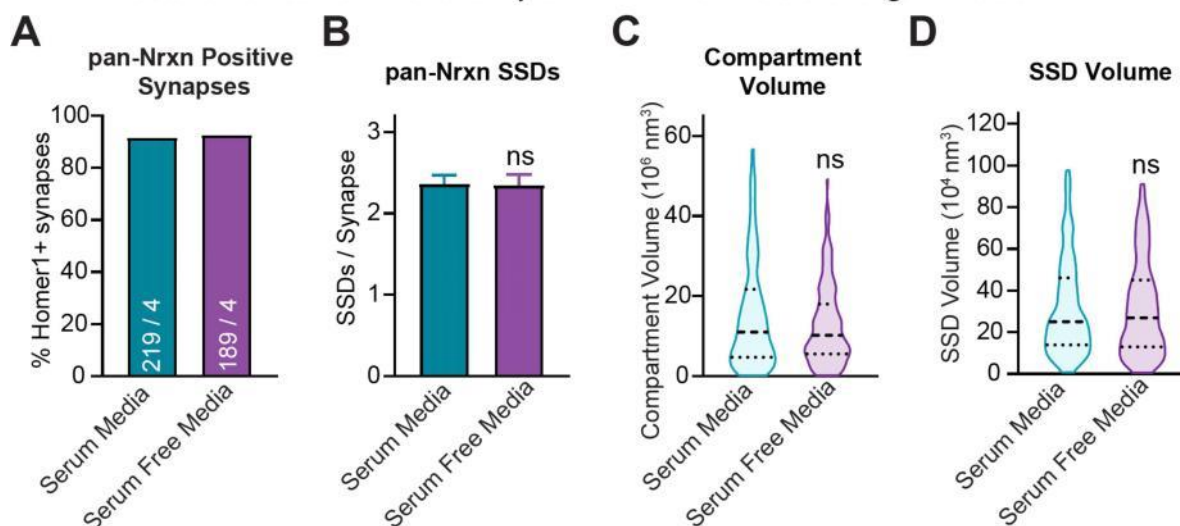 A
pan-Nrxn Positive
Synapses
% Homer1+ synapses
100
80
60
40
20
0
219 / 4
189 / 4
Serum Media
Serum Free Media
B
pan-Nrxn SSDs
SSDs / Synapse
3
2
1
0
ns
Serum Media
Serum Free Media
C
Compartment
Volume
Compartment Volume (10⁶ nm³)
60
40
20
0
ns
Serum Media
Serum Free Media
D
SSD Volume
SSD Volume (10⁴ nm³)
120
100
80
60
40
20
0
ns
Serum Media
Serum Free Media